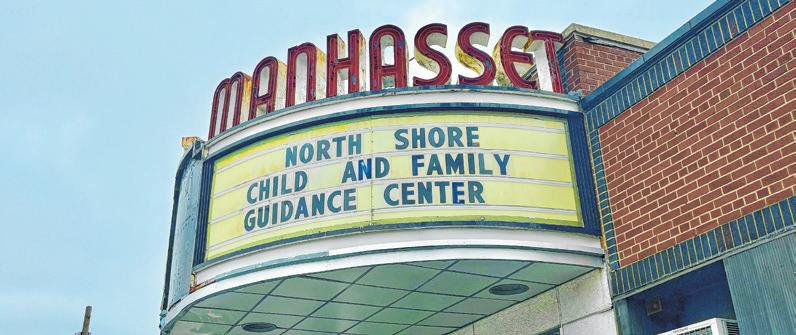 MANHASSET
NORTH SHORE
CHILD AND FAMILY
GUIDANCE CENTER